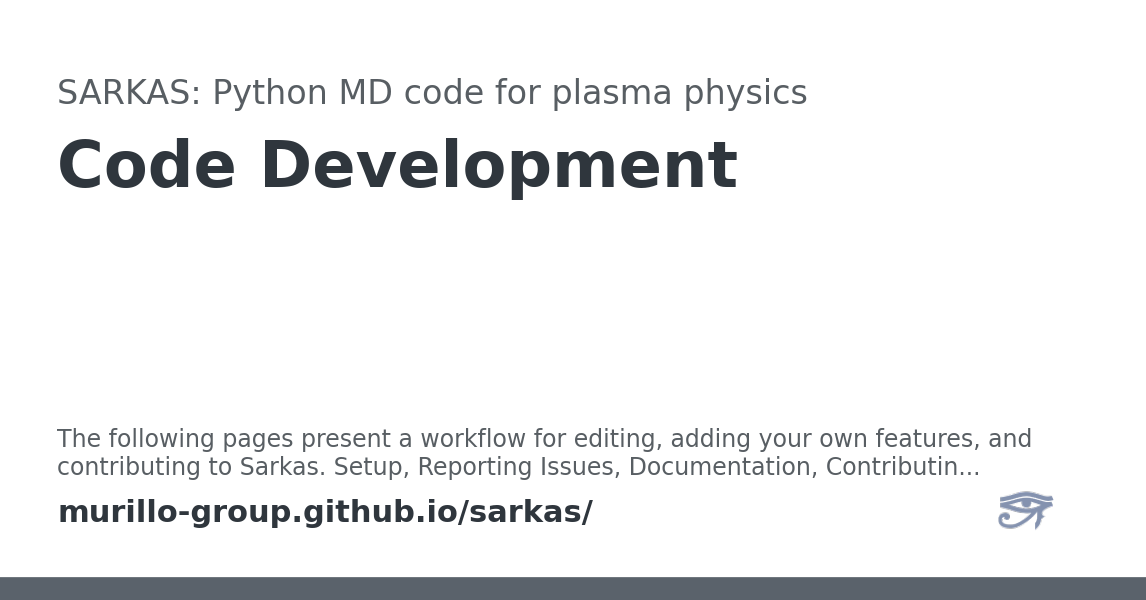 SARKAS: Python MD code for plasma physics
Code Development
The following pages present a workflow for editing, adding your own features, and
contributing to Sarkas. Setup, Reporting Issues, Documentation, Contributin...
murillo-group.github.io/sarkas/